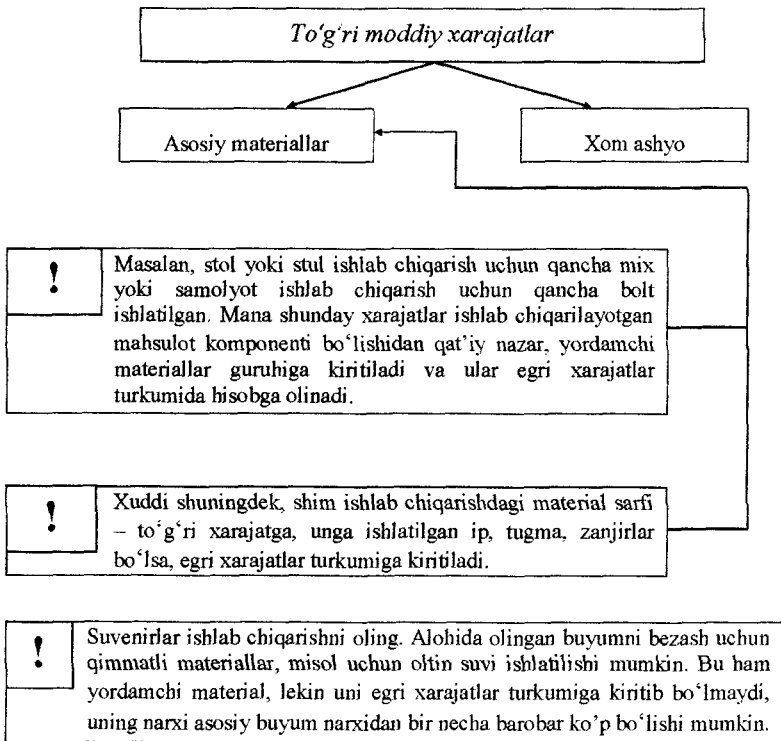 To‘g‘ri moddiy xarajatlar
Asosiy materiallar
Xom ashyo
!
Masalan, stol yoki stul ishlab chiqarish uchun qancha mix
yoki samolyot ishlab chiqarish uchun qancha bolt
ishlatilgan. Mana shunday xarajatlar ishlab chiqarilayotgan
mahsulot komponenti bo‘lishidan qat’iy nazar, yordamchi
materiallar guruhiga kiritiladi va ular egri xarajatlar
turkumida hisobga olinadi.
!
Xuddi shuningdek, shim ishlab chiqarishdagi material sarfi
– to‘g‘ri xarajatga, unga ishlatilgan ip, tugma, zanjirlar
bo‘lsa, egri xarajatlar turkumiga kiritiladi.
!
Suvenirlar ishlab chiqarishni oling. Alohida olingan buyumni bezash uchun
qimmatli materiallar, misol uchun oltin suvi ishlatilishi mumkin. Bu ham
yordamchi material, lekin uni egri xarajatlar turkumiga kiritib bo‘lmaydi,
uning narxi asosiy buyum narxidan bir necha barobar ko’p bo‘lishi mumkin.